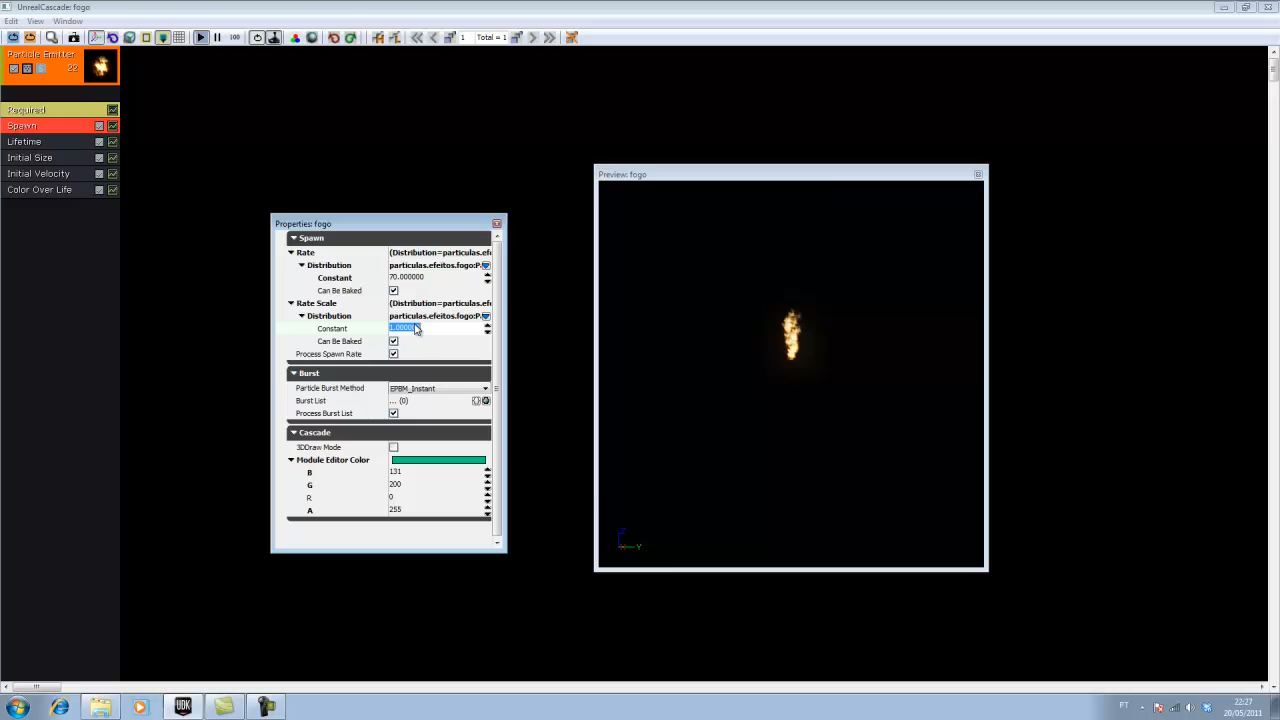 UnrealCascade: fogo
Edit View Window
100
1 Total = 1
Particle Emitter
22
Required
Spawn
Lifetime
Initial Size
Initial Velocity
Color Over Life
Preview: fogo
Properties: fogo
Spawn
Rate (Distribution=particulas.efe
Distribution particulas.efeitos.fogo:P
Constant 70.000000
Can Be Baked
Rate Scale (Distribution=particulas.efe
Distribution particulas.efeitos.fogo:P
Constant 1.00000
Can Be Baked
Process Spawn Rate
Burst
Particle Burst Method EPBM_Instant
Burst List ... (0)
Process Burst List
Cascade
3DDraw Mode
Module Editor Color
B 131
G 200
R 0
A 255
Z
Y
UDK
PT
22:27
20/05/2011